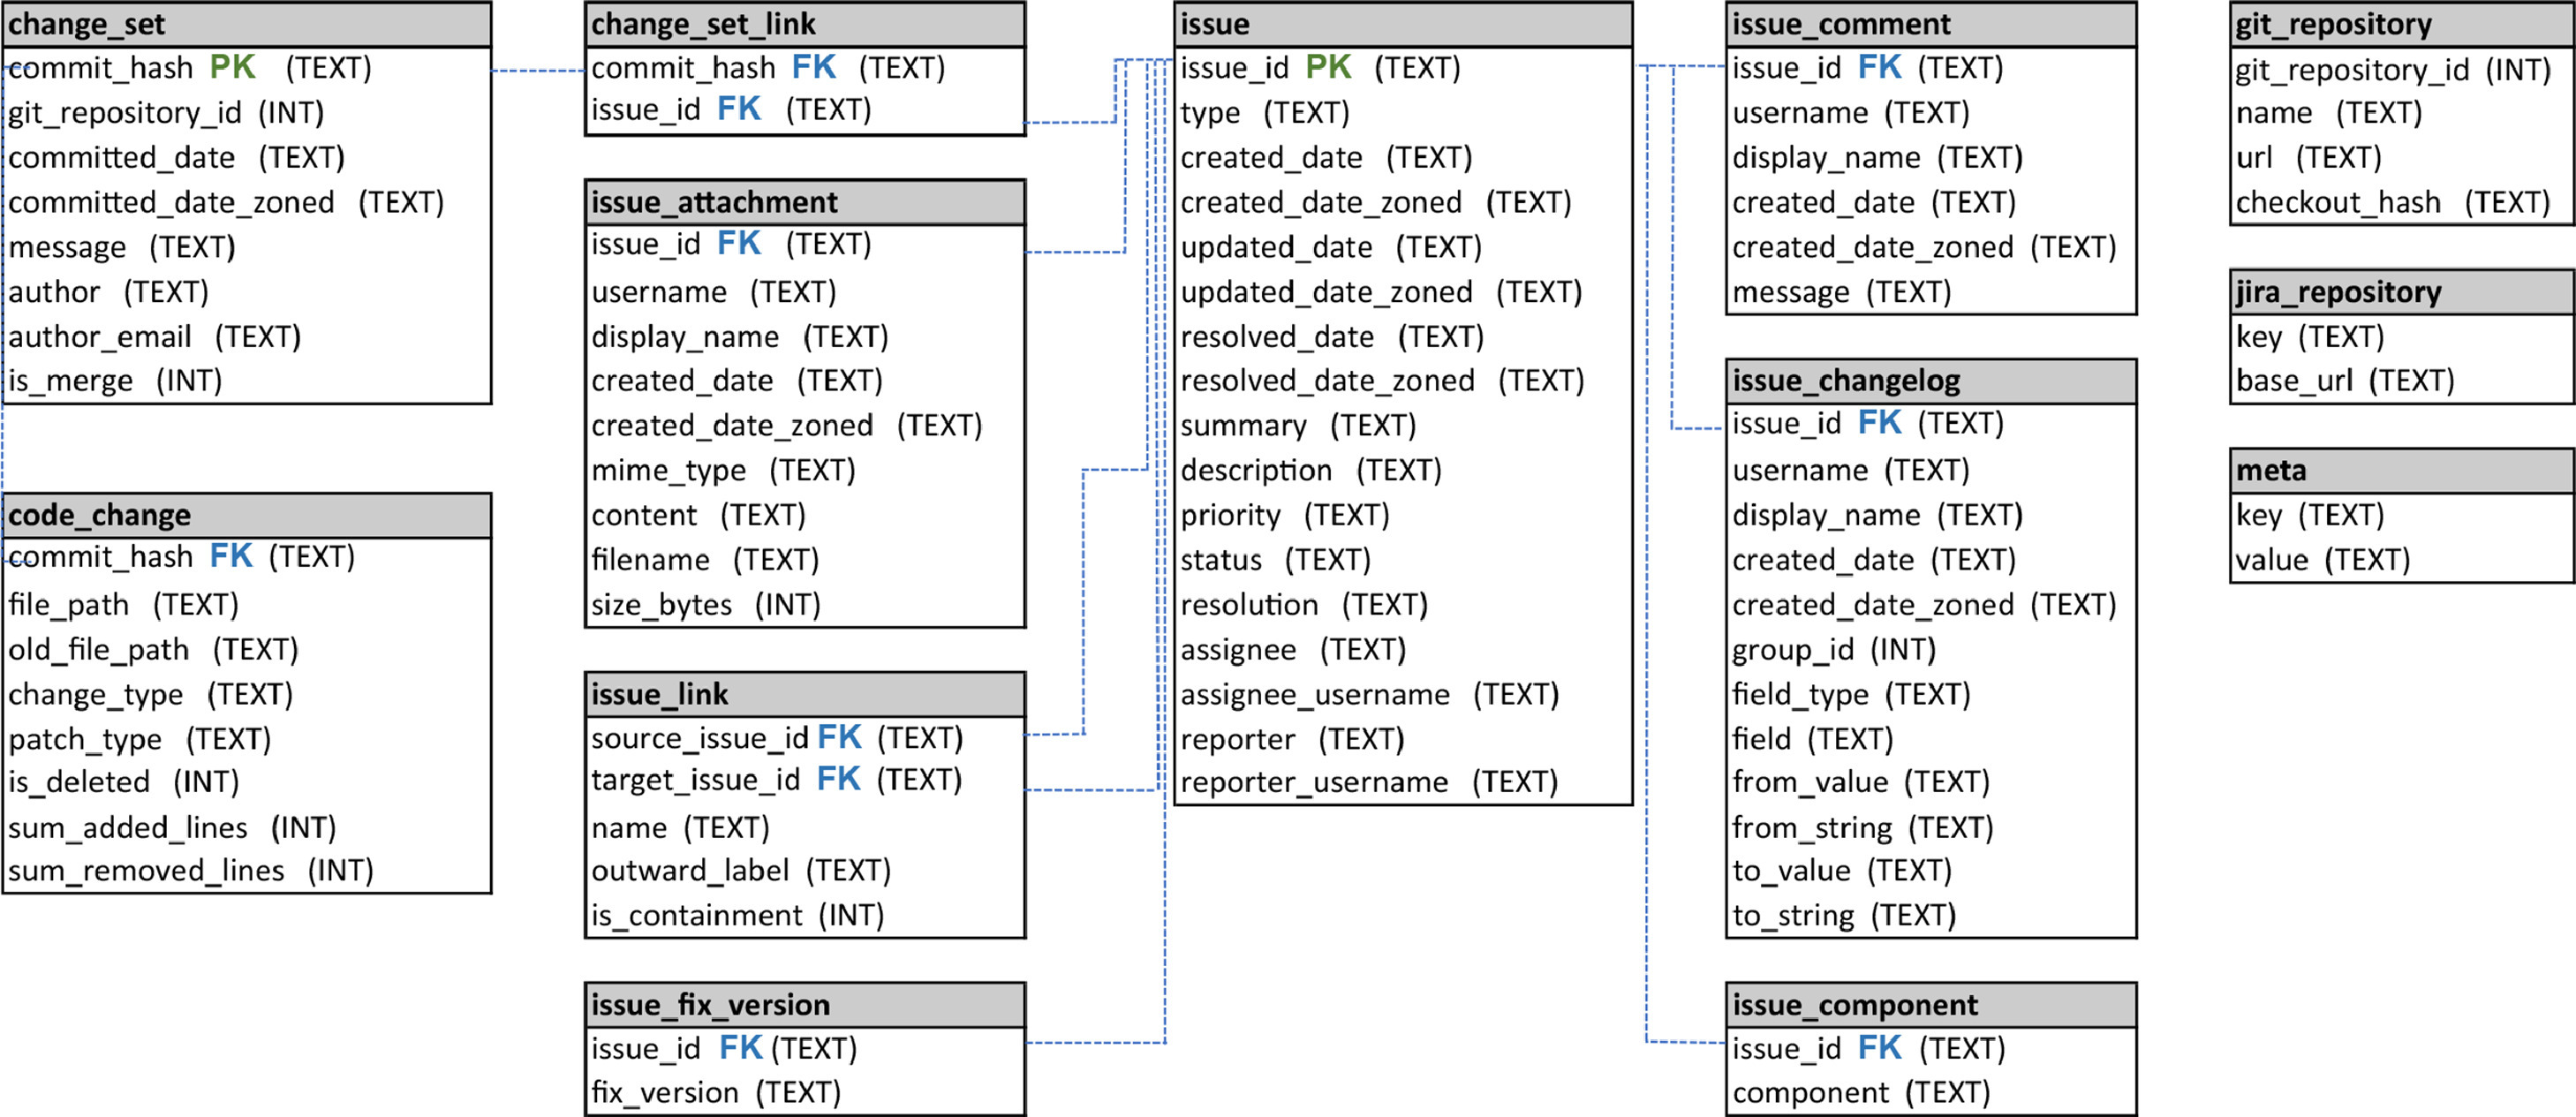 change_set
commit_hash PK (TEXT)
git_repository_id (INT)
committed_date (TEXT)
committed_date_zoned (TEXT)
message (TEXT)
author (TEXT)
author_email (TEXT)
is_merge (INT)
code_change
commit_hash FK (TEXT)
file_path (TEXT)
old_file_path (TEXT)
change_type (TEXT)
patch_type (TEXT)
is_deleted (INT)
sum_added_lines (INT)
sum_removed_lines (INT)
change_set_link
commit_hash FK (TEXT)
issue_id FK (TEXT)
issue_attachment
issue_id FK (TEXT)
username (TEXT)
display_name (TEXT)
created_date (TEXT)
created_date_zoned (TEXT)
mime_type (TEXT)
content (TEXT)
filename (TEXT)
size_bytes (INT)
issue_link
source_issue_id FK (TEXT)
target_issue_id FK (TEXT)
name (TEXT)
outward_label (TEXT)
is_containment (INT)
issue_fix_version
issue_id FK (TEXT)
fix_version (TEXT)
issue
issue_id PK (TEXT)
type (TEXT)
created_date (TEXT)
created_date_zoned (TEXT)
updated_date (TEXT)
updated_date_zoned (TEXT)
resolved_date (TEXT)
resolved_date_zoned (TEXT)
summary (TEXT)
description (TEXT)
priority (TEXT)
status (TEXT)
resolution (TEXT)
assignee (TEXT)
assignee_username (TEXT)
reporter (TEXT)
reporter_username (TEXT)
issue_comment
issue_id FK (TEXT)
username (TEXT)
display_name (TEXT)
created_date (TEXT)
created_date_zoned (TEXT)
message (TEXT)
issue_changelog
issue_id FK (TEXT)
username (TEXT)
display_name (TEXT)
created_date (TEXT)
created_date_zoned (TEXT)
group_id (INT)
field_type (TEXT)
field (TEXT)
from_value (TEXT)
from_string (TEXT)
to_value (TEXT)
to_string (TEXT)
issue_component
issue_id FK (TEXT)
component (TEXT)
git_repository
git_repository_id (INT)
name (TEXT)
url (TEXT)
checkout_hash (TEXT)
jira_repository
key (TEXT)
base_url (TEXT)
meta
key (TEXT)
value (TEXT)